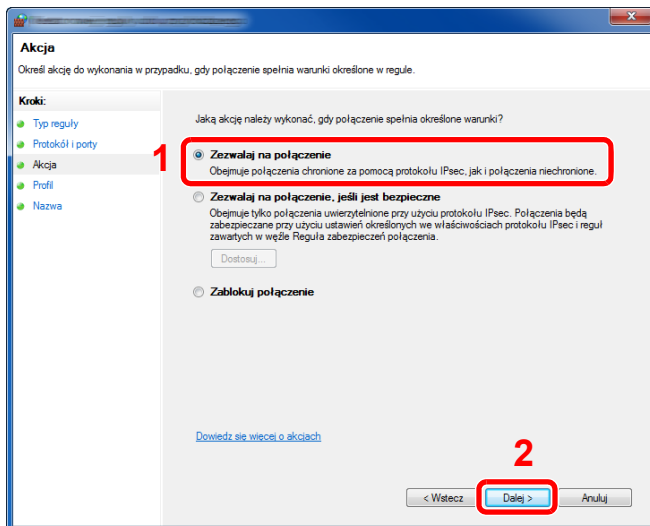 Akcja
Określ akcję do wykonania w przypadku, gdy połączenie spełnia warunki określone w regule.
Kroki:
Typ reguły
Protokół i porty
Akcja
Profil
Nazwa
Jaką akcję należy wykonać, gdy połączenie spełnia określone warunki?
1
Zezwalaj na połączenie
Obejmuje połączenia chronione za pomocą protokołu IPsec, jak i połączenia niechronione.
Zezwalaj na połączenie, jeśli jest bezpieczne
Obejmuje tylko połączenia uwierzytelnione przy użyciu protokołu IPsec. Połączenia będą
zabezpieczane przy użyciu ustawień określonych we właściwościach protokołu IPsec i reguł
zawartych w węźle Reguła zabezpieczeń połączenia.
Dostosuj...
Zablokuj połączenie
Dowiedz się więcej o akcjach
2
< Wstecz Dalej > Anuluj